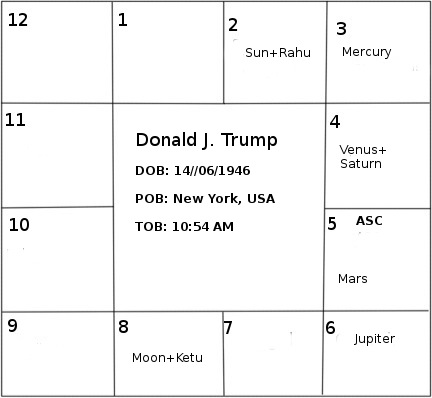 12
1
2
Sun+Rahu
3
Mercury
11
Donald J. Trump
DOB: 14//06/1946
POB: New York, USA
TOB: 10:54 AM
4
Venus+
Saturn
10
5 ASC
Mars
9
8
Moon+Ketu
7
6
Jupiter